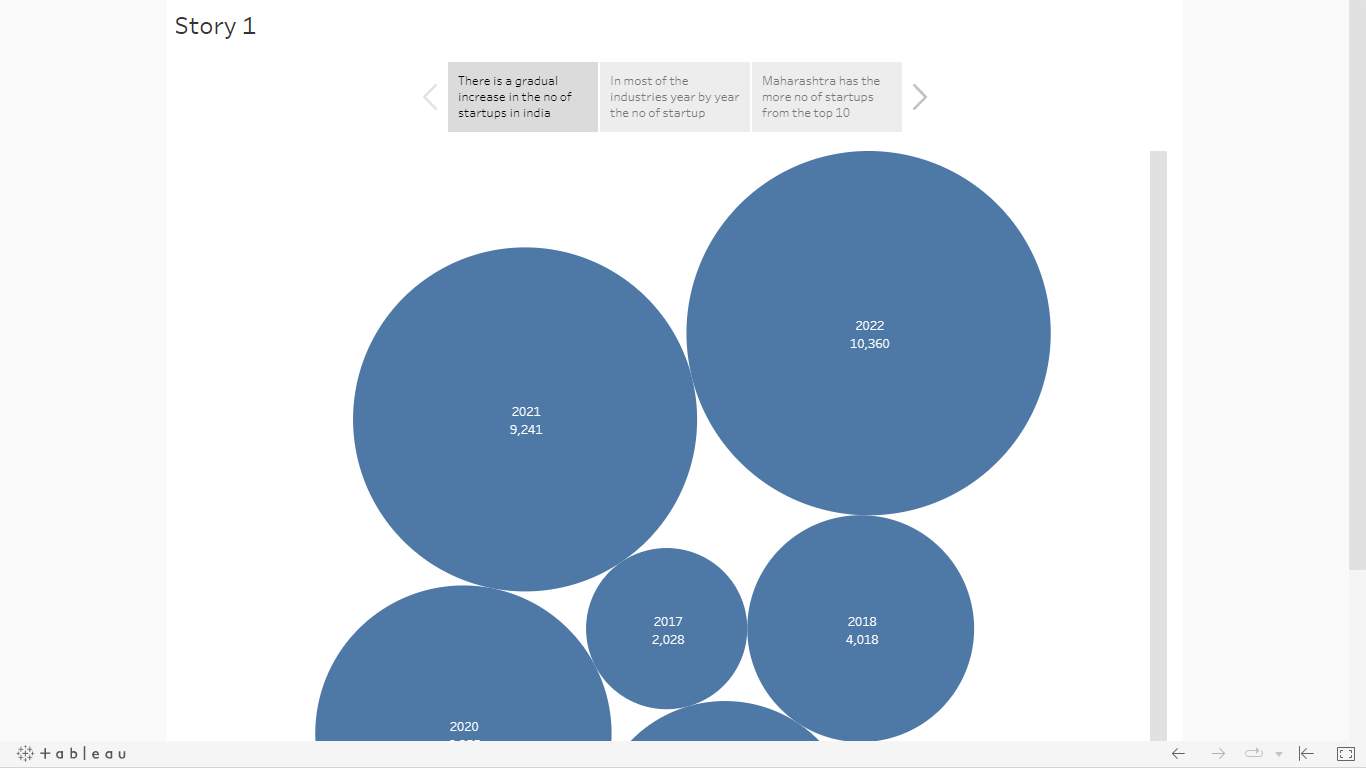 Story 1
There is a gradual
increase in the no of
startups in india
In most of the
industries year by year
the no of startup
Maharashtra has the
more no of startups
from the top 10
2022
10,360
2021
9,241
2017
2,028
2018
4,018
2020
+ a b | e a u